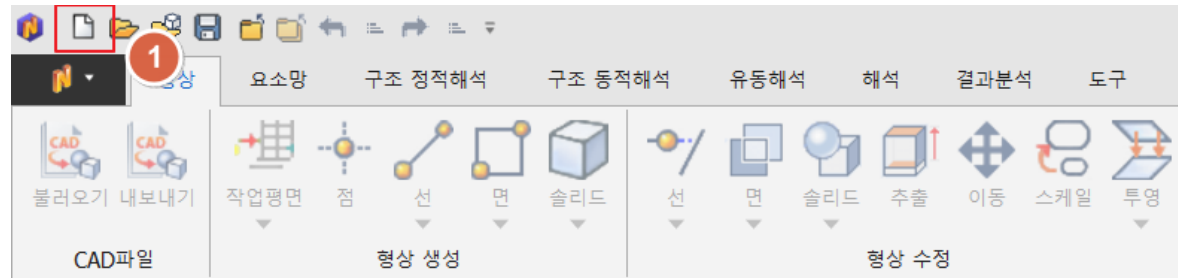 1
형상 요소망 구조 정적해석 구조 동적해석 유동해석 해석 결과분석 도구
CAD CAD
불러오기 내보내기 작업평면 점 선 면 솔리드 선 면 솔리드 추출 이동 스케일 투영
CAD파일 형상 생성 형상 수정